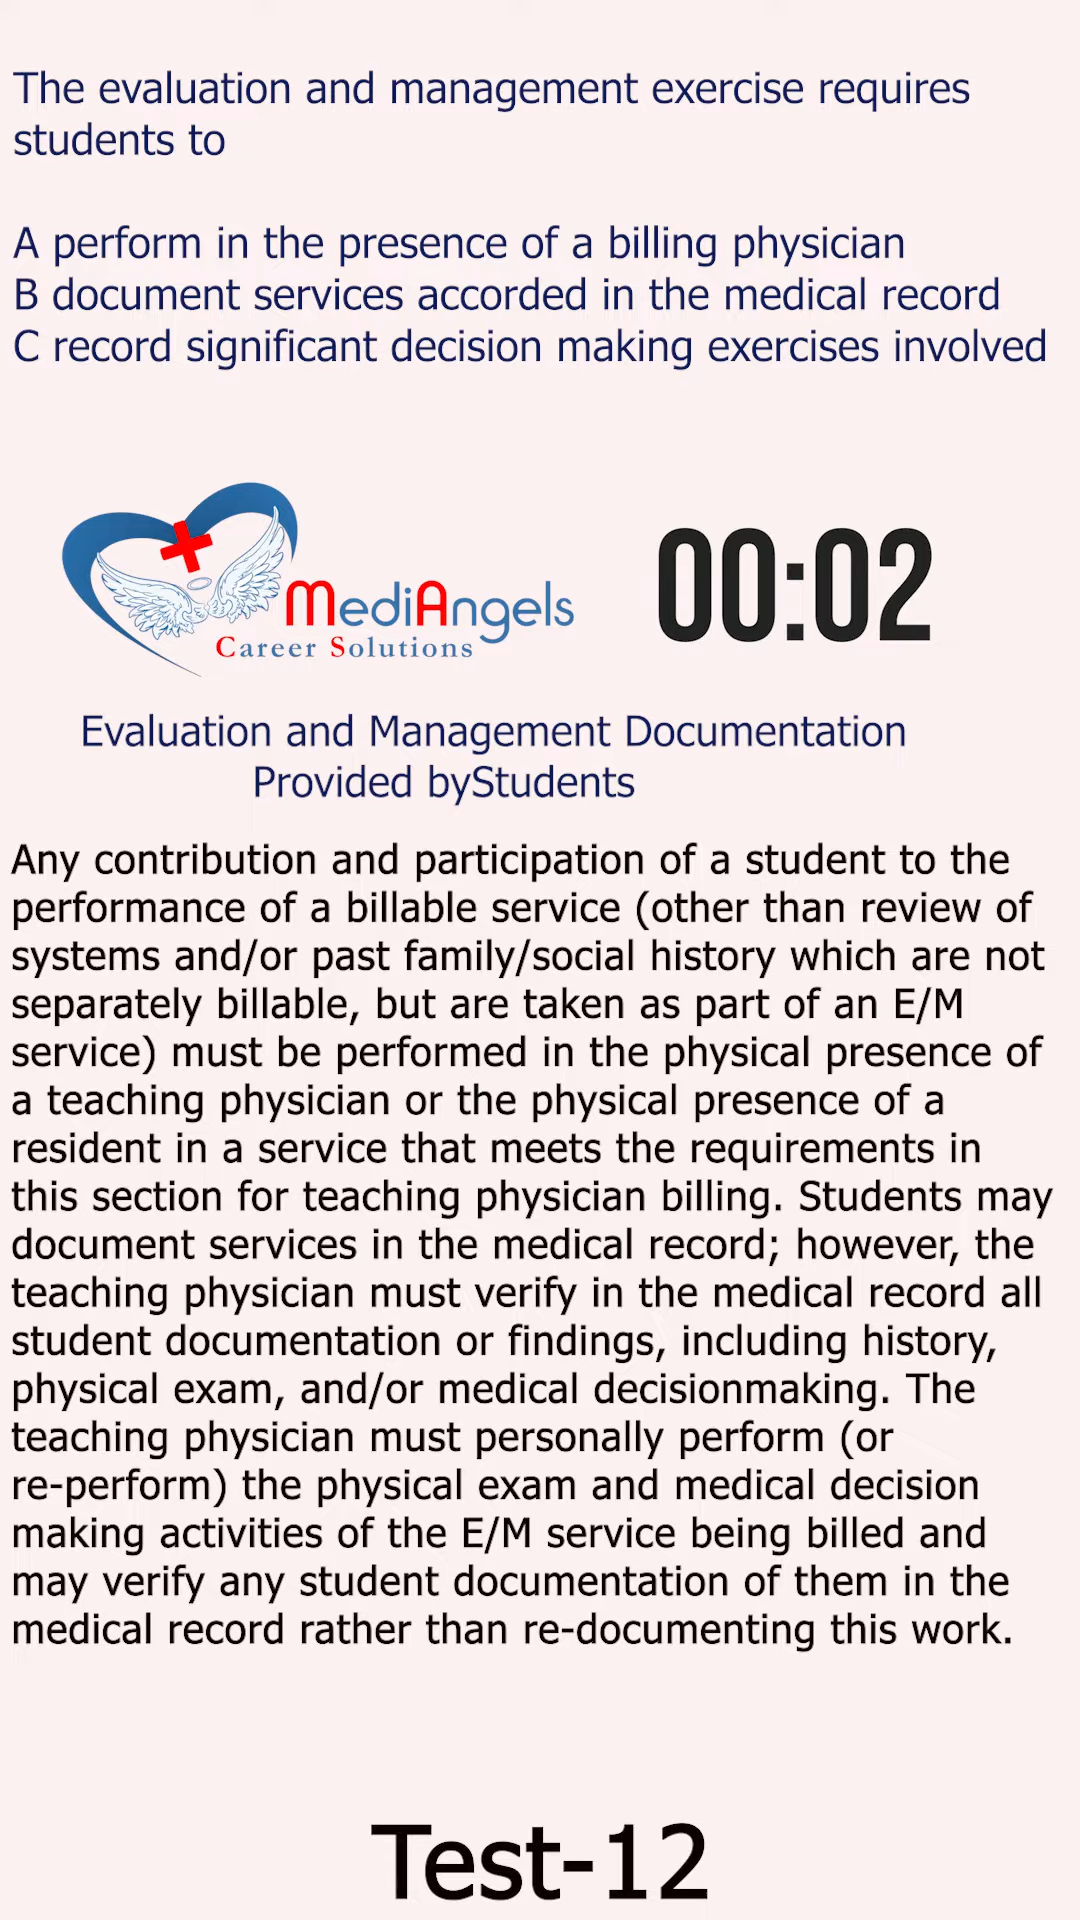 The evaluation and management exercise requires
students to
A perform in the presence of a billing physician
B document services accorded in the medical record
C record significant decision making exercises involved
MediAngels
Career Solutions
00:02
Evaluation and Management Documentation
Provided byStudents
Any contribution and participation of a student to the
performance of a billable service (other than review of
systems and/or past family/social history which are not
separately billable, but are taken as part of an E/M
service) must be performed in the physical presence of
a teaching physician or the physical presence of a
resident in a service that meets the requirements in
this section for teaching physician billing. Students may
document services in the medical record; however, the
teaching physician must verify in the medical record all
student documentation or findings, including history,
physical exam, and/or medical decisionmaking. The
teaching physician must personally perform (or
re-perform) the physical exam and medical decision
making activities of the E/M service being billed and
may verify any student documentation of them in the
medical record rather than re-documenting this work.
Test-12